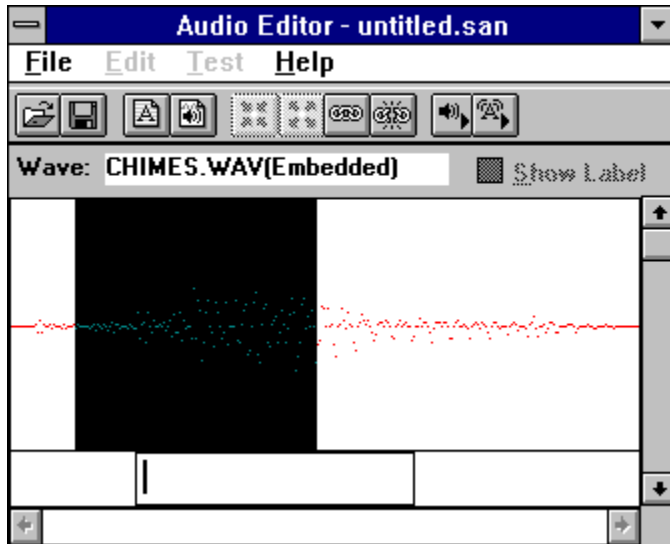 Audio Editor - untitled.san
File Edit Test Help
Wave: CHIMES.WAV(Embedded) Show Label